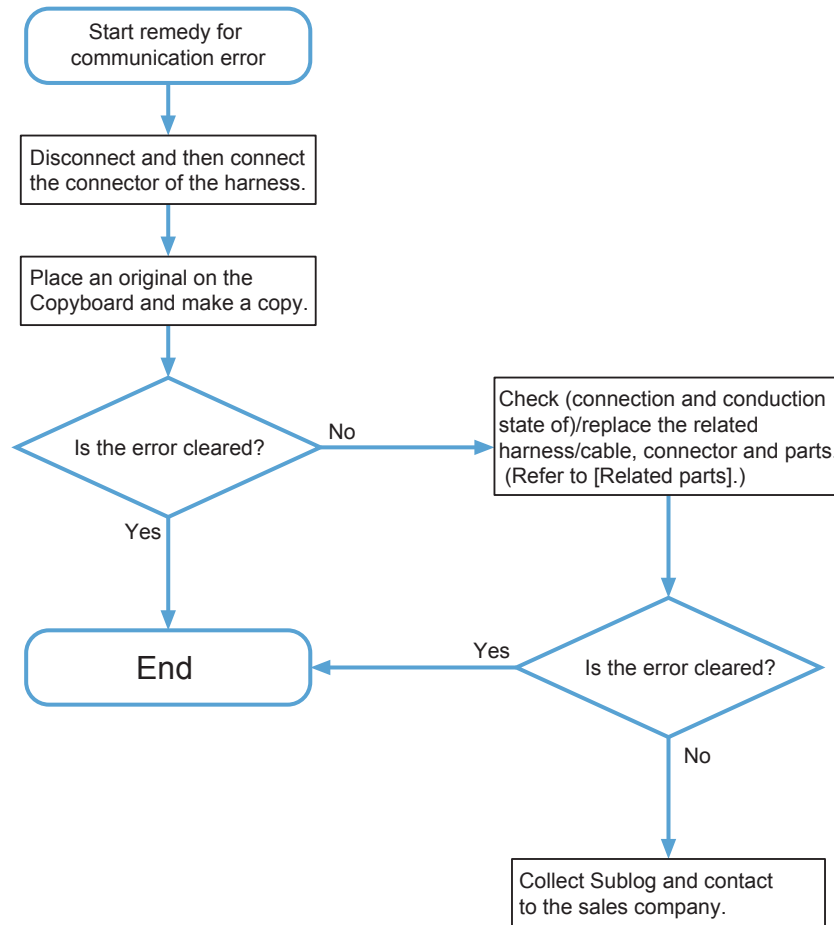 Start remedy for
communication error
Disconnect and then connect
the connector of the harness.
Place an original on the
Copyboard and make a copy.
Is the error cleared?
No
Yes
Check (connection and conduction
state of)/replace the related
harness/cable, connector and parts.
(Refer to [Related parts].)
End
Yes
Is the error cleared?
No
Collect Sublog and contact
to the sales company.